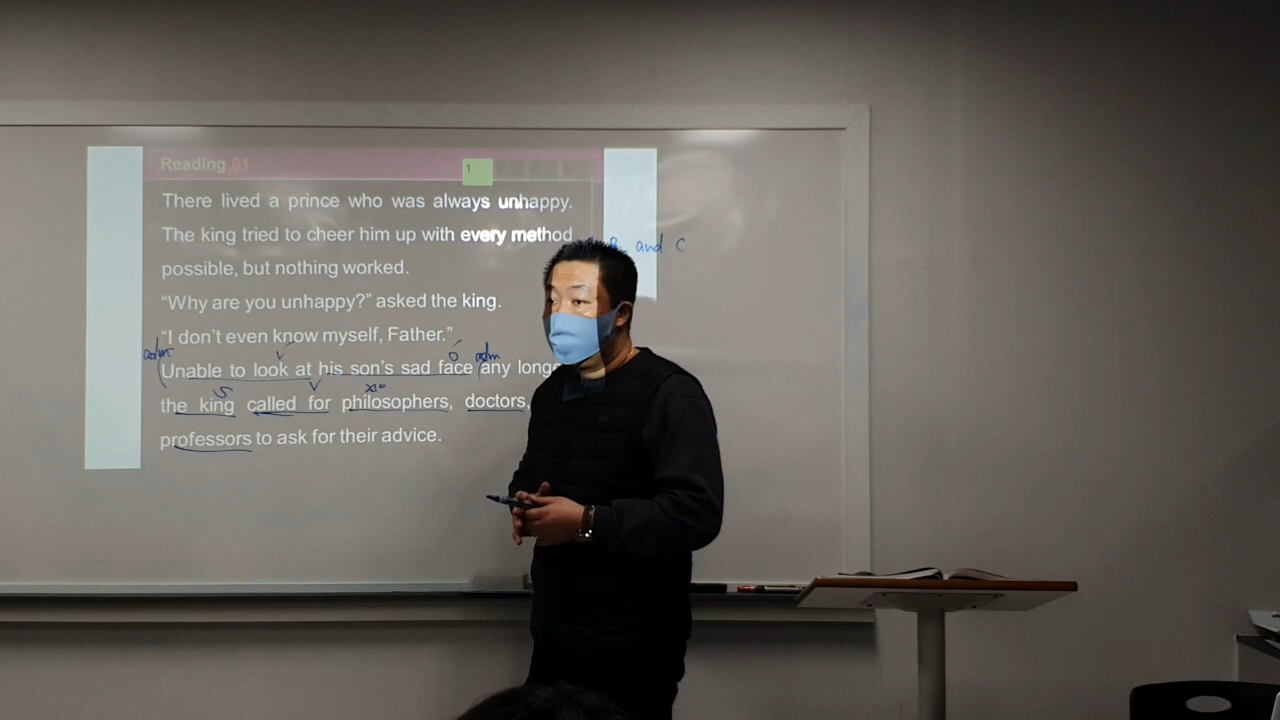 Reading 01
1
There lived a prince who was always unhappy.
The king tried to cheer him up with every method
and C
possible, but nothing worked.
“Why are you unhappy?” asked the king.
“I don’t even know myself, Father.”
V O adm
Unable to look at his son’s sad face any longe
S V
the king called for philosophers, doctors,
professors to ask for their advice.